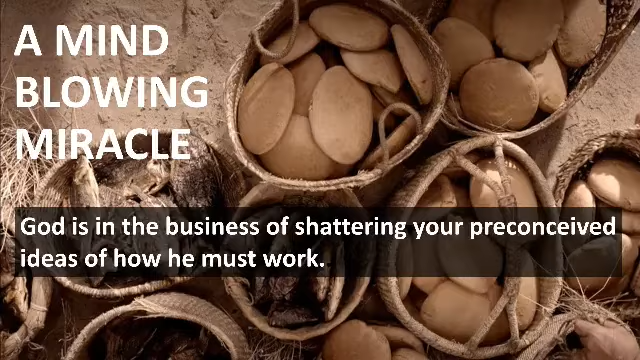 A MIND
BLOWING
MIRACLE
God is in the business of shattering your preconceived
ideas of how he must work.